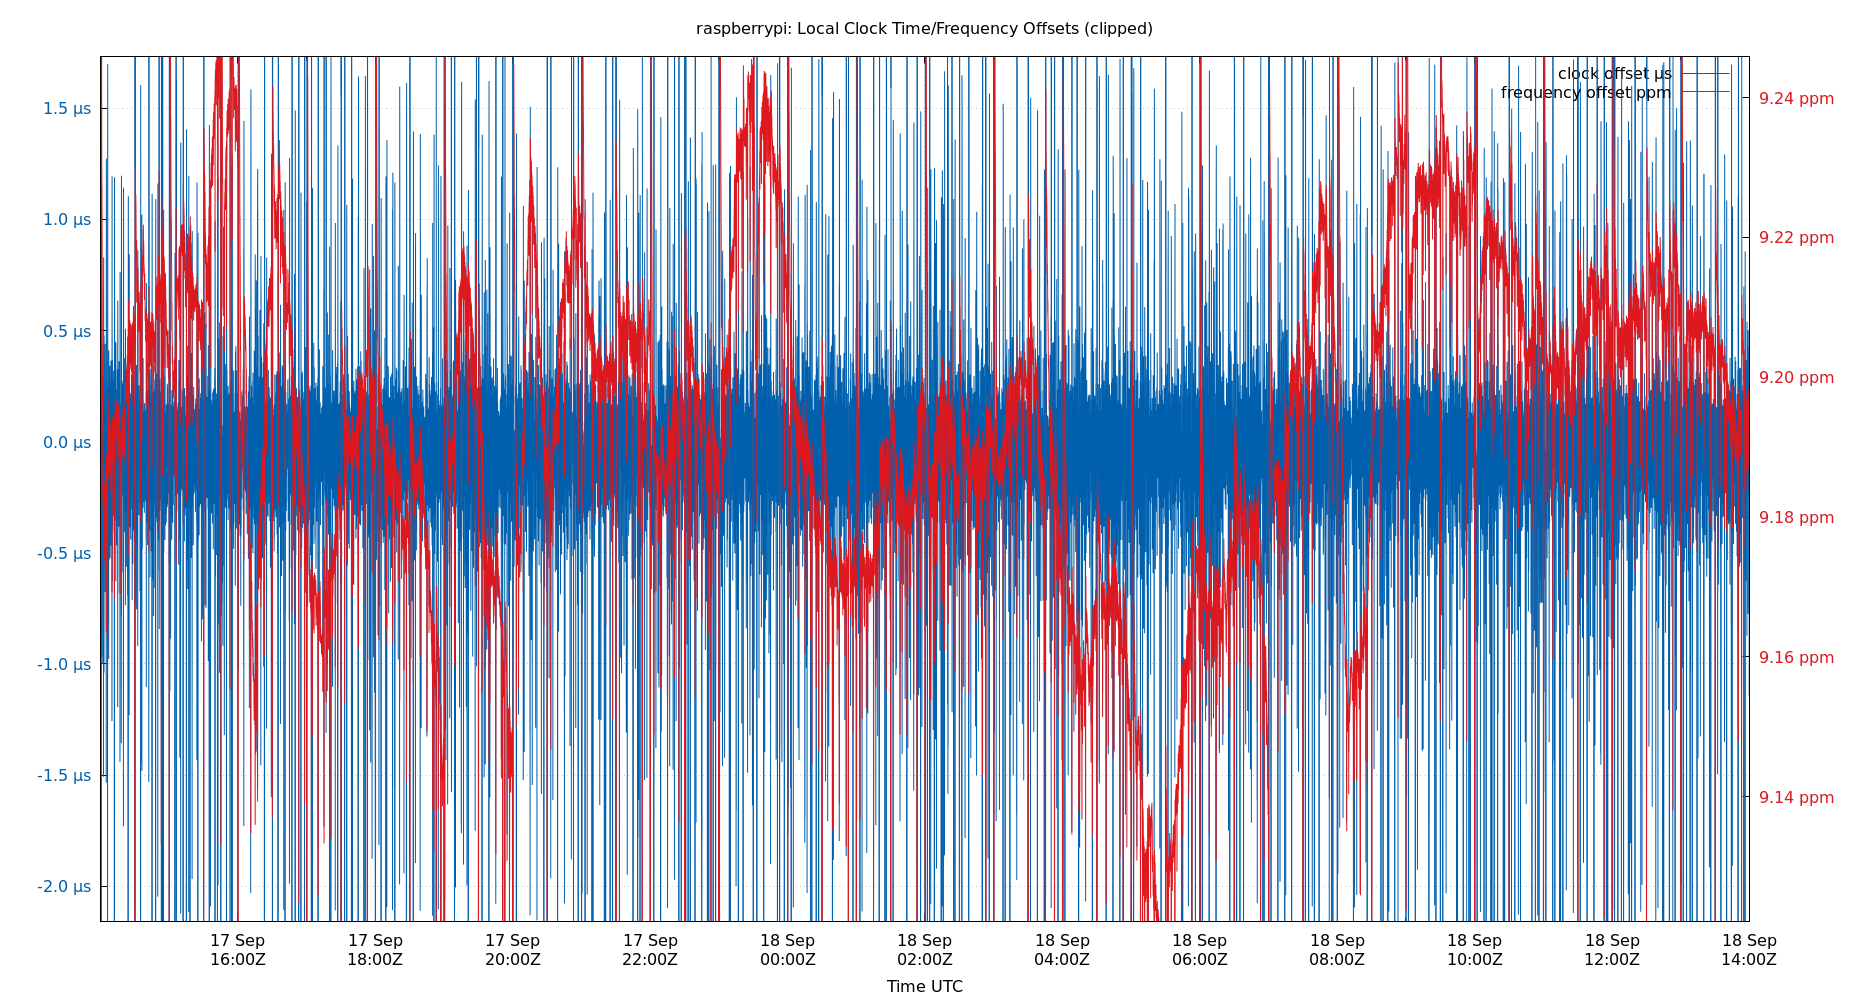 raspberrypi: Local Clock Time/Frequency Offsets (clipped)
clock offset µs
frequency offset ppm
1.5 µs
1.0 µs
0.5 µs
0.0 µs
-0.5 µs
-1.0 µs
-1.5 µs
-2.0 µs
9.24 ppm
9.22 ppm
9.20 ppm
9.18 ppm
9.16 ppm
9.14 ppm
17 Sep 17 Sep 17 Sep 17 Sep 18 Sep 18 Sep 18 Sep 18 Sep 18 Sep 18 Sep 18 Sep 18 Sep
16:00Z 18:00Z 20:00Z 22:00Z 00:00Z 02:00Z 04:00Z 06:00Z 08:00Z 10:00Z 12:00Z 14:00Z
Time UTC